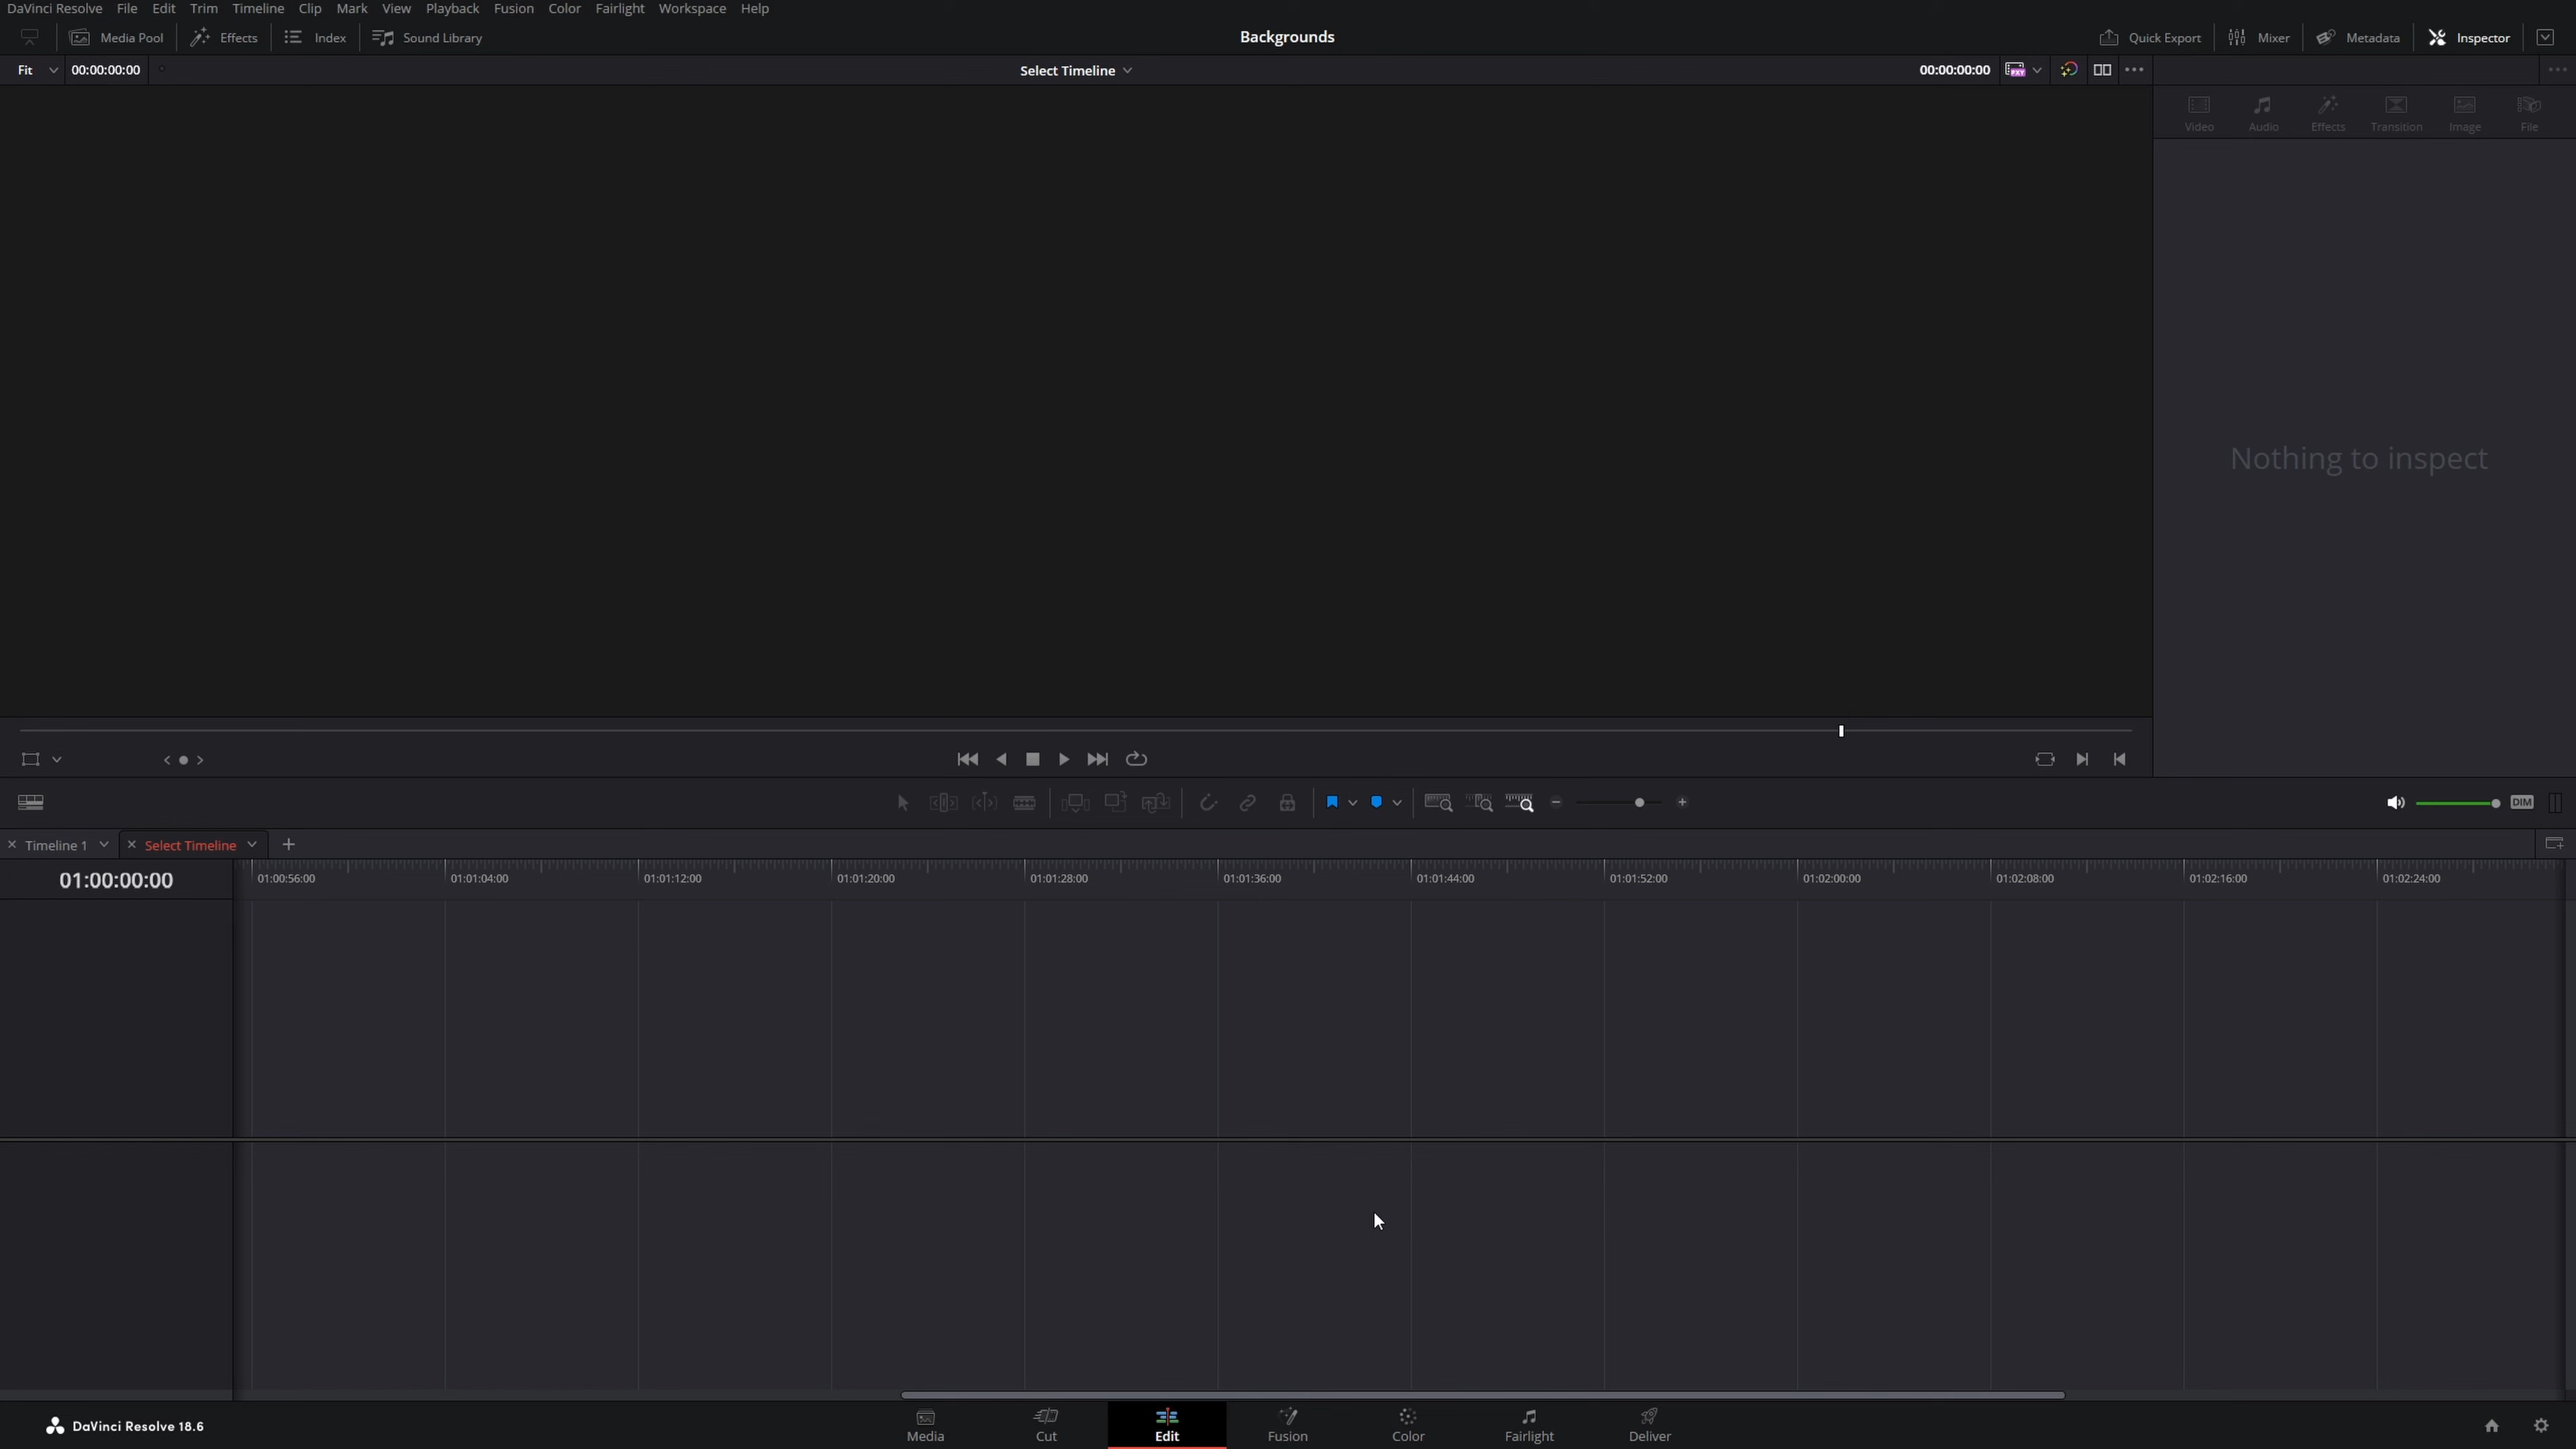 DaVinci Resolve File Edit Trim Timeline Clip Mark View Playback Fusion Color Fairlight Workspace Help
Media Pool Effects Index Sound Library Backgrounds Quick Export Mixer Metadata Inspector
Fit 00:00:00:00 Select Timeline 00:00:00:00
Video Audio Effects Transition Image File
Nothing to inspect
DIM
Timeline 1 Select Timeline
01:00:00:00 01:00:56:00 01:01:04:00 01:01:12:00 01:01:20:00 01:01:28:00 01:01:36:00 01:01:44:00 01:01:52:00 01:02:00:00 01:02:08:00 01:02:16:00 01:02:24:00
DaVinci Resolve 18.6 Media Cut Edit Fusion Color Fairlight Deliver